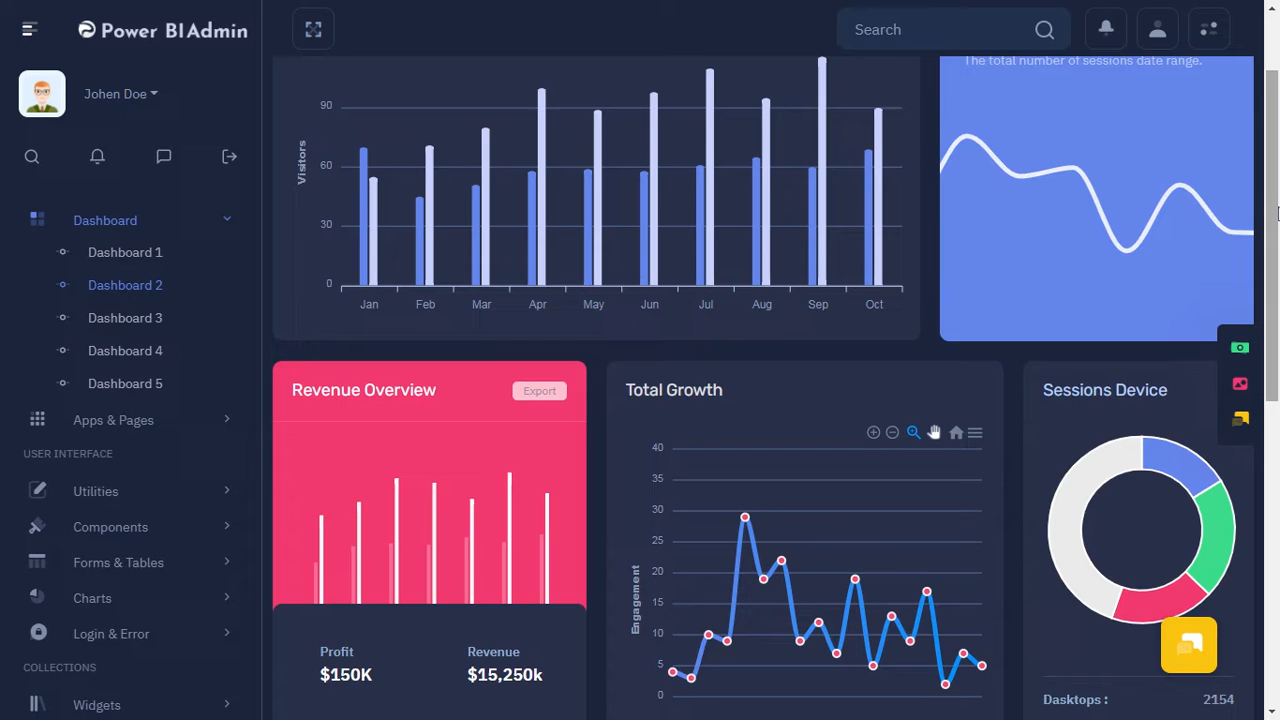 Power BI Admin
Search
Johen Doe
Dashboard
Dashboard 1
Dashboard 2
Dashboard 3
Dashboard 4
Dashboard 5
Apps & Pages
USER INTERFACE
Utilities
Components
Forms & Tables
Charts
Login & Error
COLLECTIONS
Widgets
Visitors
90
60
30
0
Jan Feb Mar Apr May Jun Jul Aug Sep Oct
The total number of sessions date range.
Revenue Overview
Export
Profit Revenue
$150K $15,250k
Total Growth
Engagement
40
35
30
25
20
15
10
5
0
Sessions Device
Dasktops : 2154